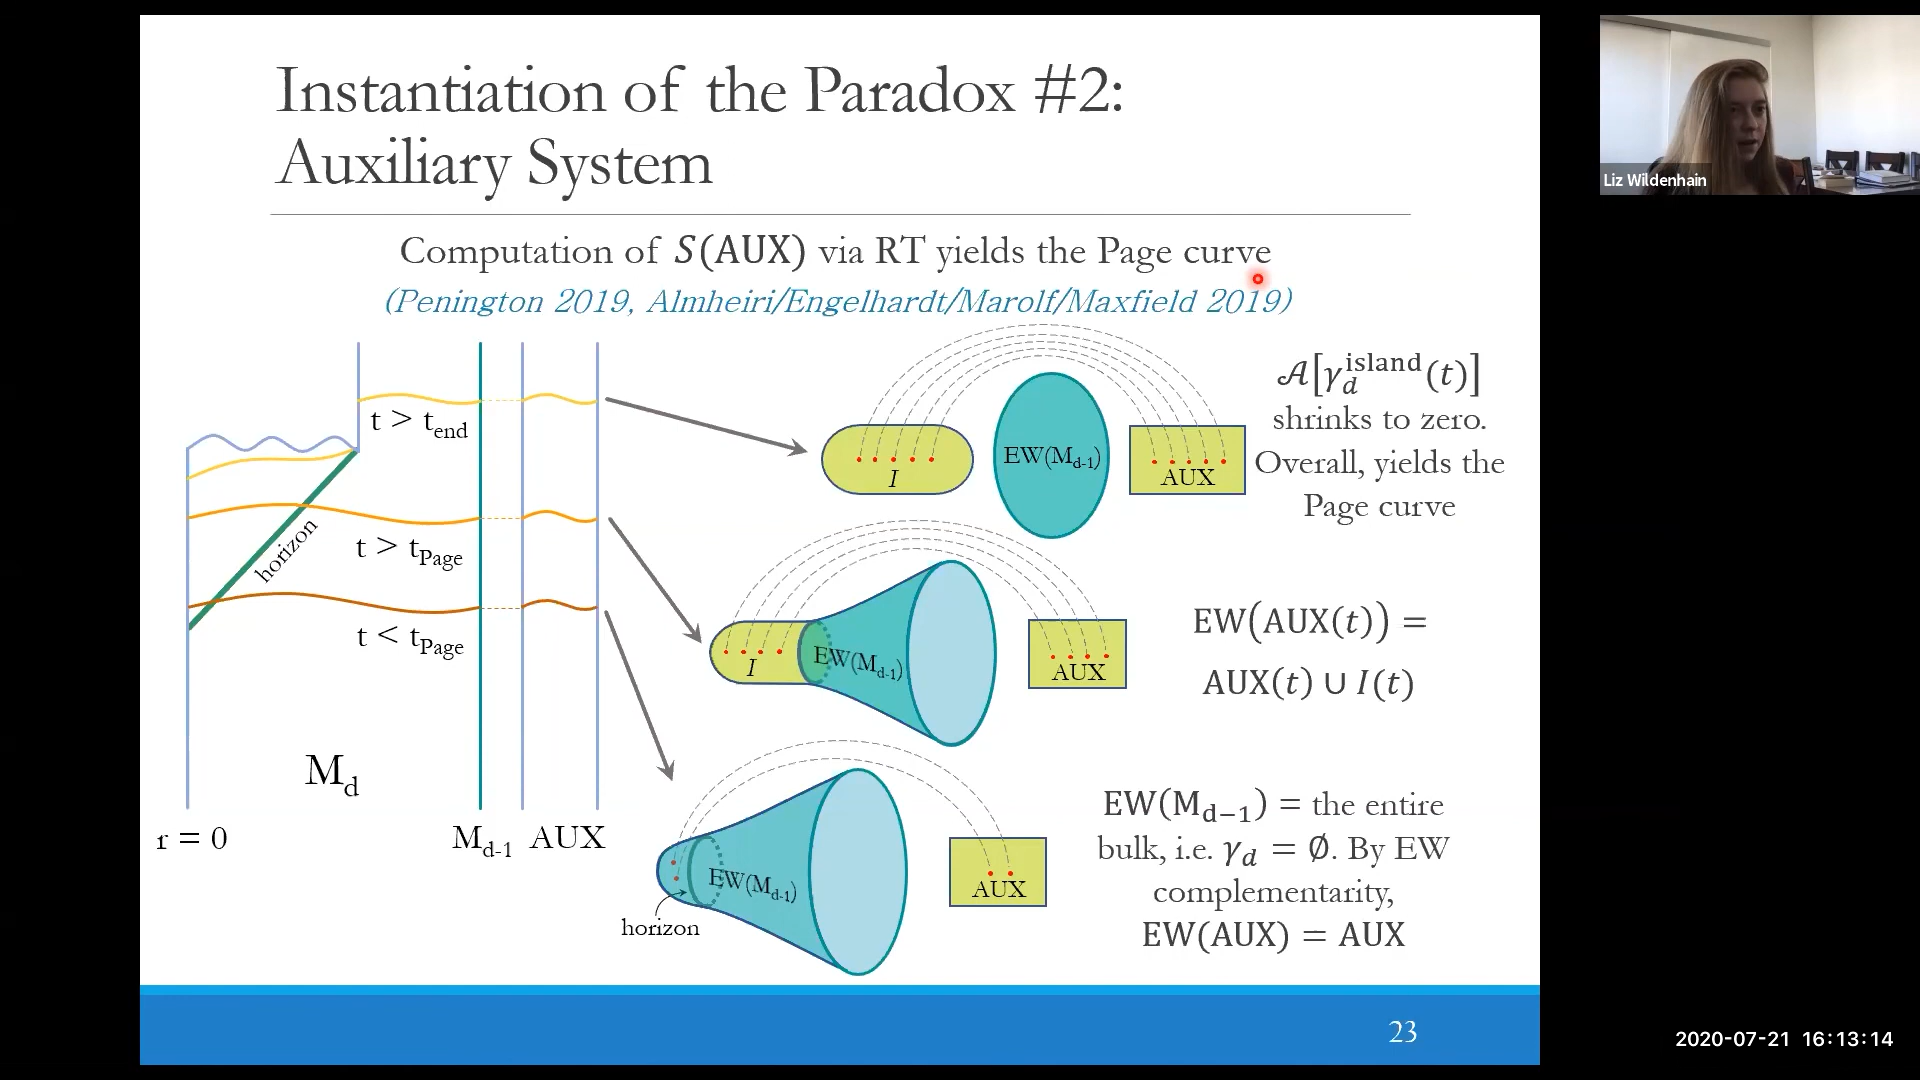 Instantiation of the Paradox #2:
Auxiliary System
Computation of S(AUX) via RT yields the Page curve
(Penington 2019, Almheiri/Engelhardt/Marolf/Maxfield 2019)
t > t_end
horizon
t > t_Page
t < t_Page
M_d
r = 0
M_d-1
AUX
I
EW(M_d-1)
AUX
𝒜[γ_d^island(t)]
shrinks to zero.
Overall, yields the
Page curve
I
EW(M_d-1)
AUX
EW(AUX(t)) =
AUX(t) ∪ I(t)
EW(M_d-1)
horizon
AUX
EW(M_d−1) = the entire
bulk, i.e. γ_d = ∅. By EW
complementarity,
EW(AUX) = AUX
23
Liz Wildenhain
2020-07-21 16:13:14